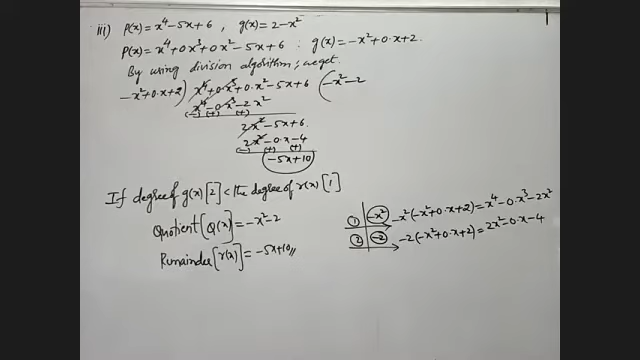 iii) P(x) = x⁴ - 5x + 6 , g(x) = 2 - x²
P(x) = x⁴ + 0x³ + 0x² - 5x + 6 : g(x) = -x² + 0.x + 2.
By using division algorithm, we get
-x² + 0.x + 2) x⁴ + 0.x³ + 0.x² - 5x + 6 (-x² - 2
x⁴ - 0.x³ - 2x²
(-) (+) (+)
2x² - 5x + 6.
2x² - 0.x - 4
(-) (+) (+)
-5x + 10
If degree of g(x) [2] < the degree of r(x) [1]
Quotient [Q(x)] = -x² - 2
Remainder [r(x)] = -5x + 10 //
① -x² -x²(-x² + 0.x + 2) = x⁴ - 0.x³ - 2x²
② -2 -2(-x² + 0.x + 2) = 2x² - 0.x - 4